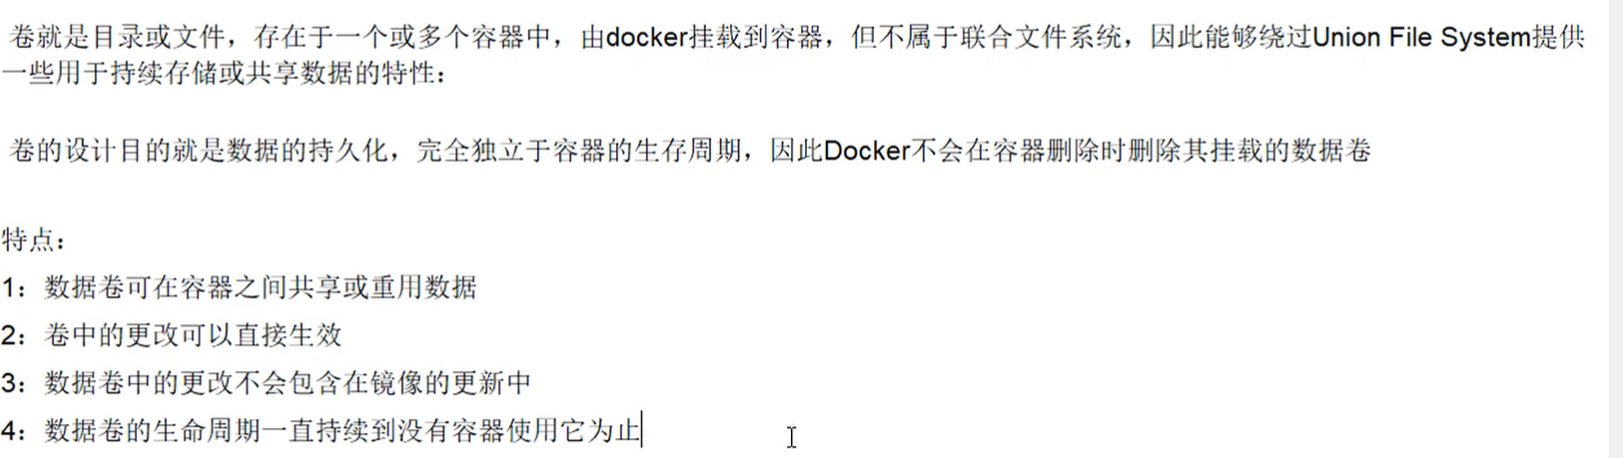 卷就是目录或文件，存在于一个或多个容器中，由docker挂载到容器，但不属于联合文件系统，因此能够绕过Union File System提供
一些用于持续存储或共享数据的特性：
卷的设计目的就是数据的持久化，完全独立于容器的生存周期，因此Docker不会在容器删除时删除其挂载的数据卷
特点：
1：数据卷可在容器之间共享或重用数据
2：卷中的更改可以直接生效
3：数据卷中的更改不会包含在镜像的更新中
4：数据卷的生命周期一直持续到没有容器使用它为止